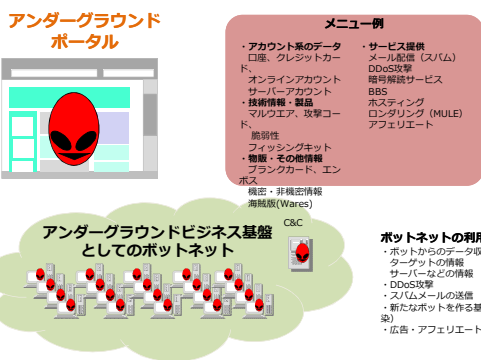 アンダーグラウンド
ポータル
メニュー例
・アカウント系のデータ
口座、クレジットカー
ド、
オンラインアカウント
サーバーアカウント
・技術情報・製品
マルウエア、攻撃コー
ド、
脆弱性
フィッシングキット
・物販・その他情報
ブランクカード、エン
ボス
機密・非機密情報
海賊版(Wares)
・サービス提供
メール配信（スパム）
DDoS攻撃
暗号解読サービス
BBS
ホスティング
ロンダリング（MULE）
アフェリエート
アンダーグラウンドビジネス基盤
としてのボットネット
C&C
ボットネットの利用
・ボットからのデータ収
ターゲットの情報
サーバーなどの情報
・DDoS攻撃
・スパムメールの送信
・新たなボットを作る基
染）
・広告・アフェリエート